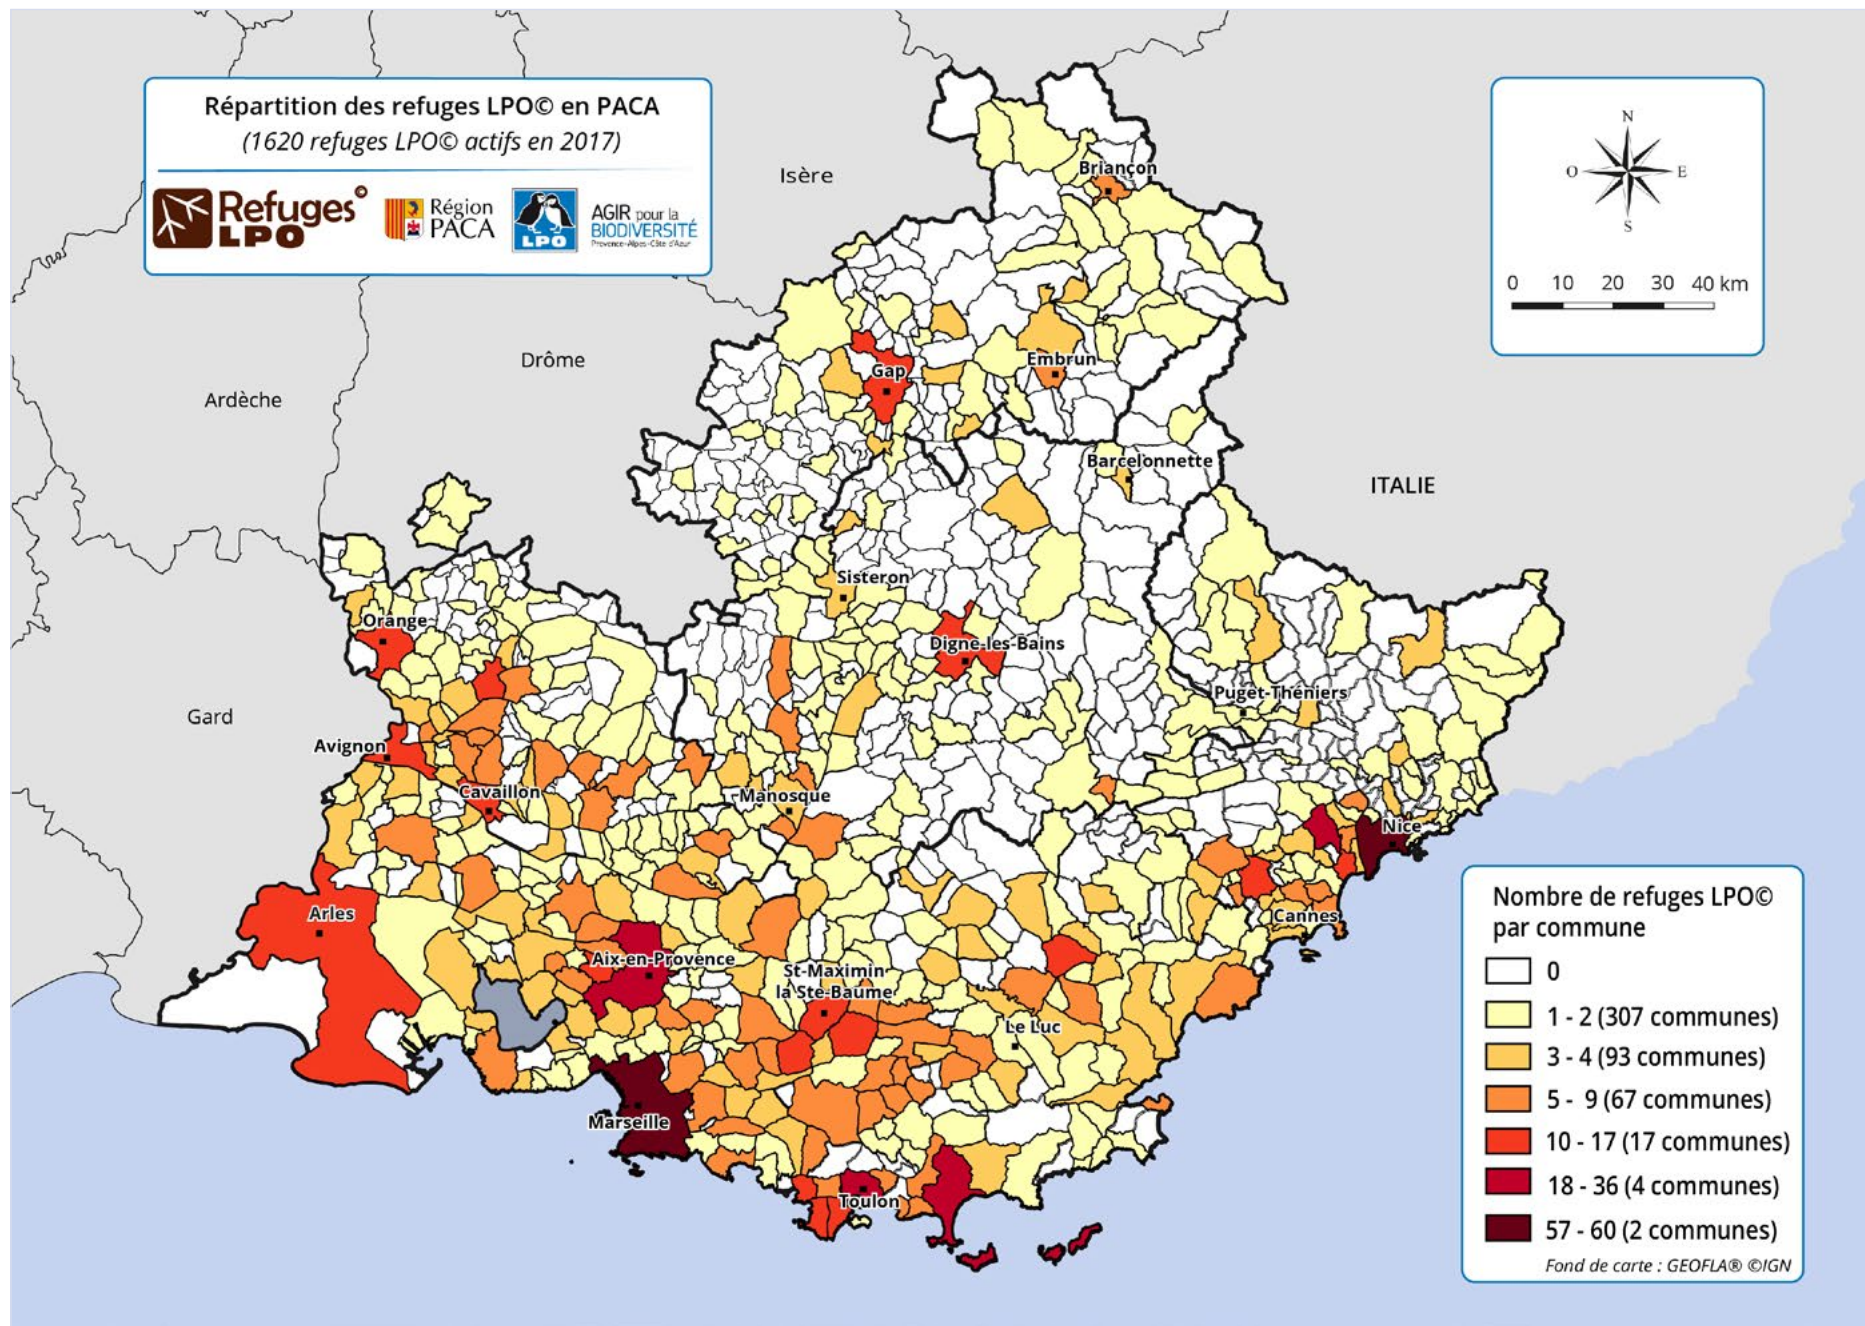 Répartition des refuges LPO© en PACA
(1620 refuges LPO© actifs en 2017)
Refuges©
LPO
Région
PACA
LPO
AGIR pour la
BIODIVERSITÉ
Provence-Alpes-Côte d'Azur
N
O
E
S
0 10 20 30 40 km
Isère
Drôme
Ardèche
Gard
ITALIE
Briançon
Embrun
Gap
Barcelonnette
Sisteron
Orange
Digne-les-Bains
Puget-Théniers
Avignon
Cavaillon
Manosque
Nice
Arles
Cannes
Aix-en-Provence
St-Maximin
la Ste-Baume
Le Luc
Marseille
Toulon
Nombre de refuges LPO©
par commune
0
1 - 2 (307 communes)
3 - 4 (93 communes)
5 - 9 (67 communes)
10 - 17 (17 communes)
18 - 36 (4 communes)
57 - 60 (2 communes)
Fond de carte : GEOFLA® ©IGN